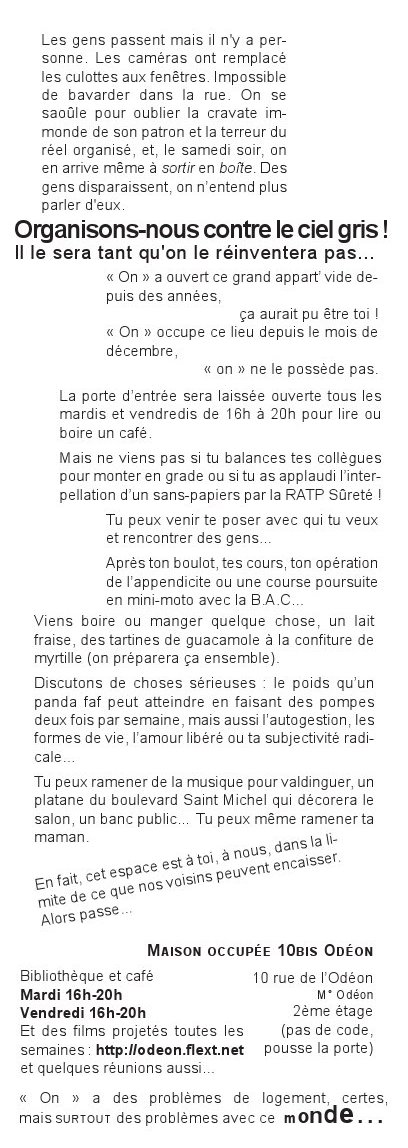 Les gens passent mais il n'y a per-
sonne. Les caméras ont remplacé
les culottes aux fenêtres. Impossible
de bavarder dans la rue. On se
saoûle pour oublier la cravate im-
monde de son patron et la terreur du
réel organisé, et, le samedi soir, on
en arrive même à sortir en boîte. Des
gens disparaissent, on n'entend plus
parler d'eux.
Organisons-nous contre le ciel gris !
Il le sera tant qu'on le réinventera pas...
« On » a ouvert ce grand appart' vide de-
puis des années,
ça aurait pu être toi !
« On » occupe ce lieu depuis le mois de
décembre,
« on » ne le possède pas.
La porte d'entrée sera laissée ouverte tous les
mardis et vendredis de 16h à 20h pour lire ou
boire un café.
Mais ne viens pas si tu balances tes collègues
pour monter en grade ou si tu as applaudi l'inter-
pellation d'un sans-papiers par la RATP Sûreté !
Tu peux venir te poser avec qui tu veux
et rencontrer des gens...
Après ton boulot, tes cours, ton opération
de l'appendicite ou une course poursuite
en mini-moto avec la B.A.C...
Viens boire ou manger quelque chose, un lait
fraise, des tartines de guacamole à la confiture de
myrtille (on préparera ça ensemble).
Discutons de choses sérieuses : le poids qu'un
panda faf peut atteindre en faisant des pompes
deux fois par semaine, mais aussi l'autogestion, les
formes de vie, l'amour libéré ou ta subjectivité radi-
cale...
Tu peux ramener de la musique pour valdinguer, un
platane du boulevard Saint Michel qui décorera le
salon, un banc public... Tu peux même ramener ta
maman.
En fait, cet espace est à toi, à nous, dans la li-
mite de ce que nos voisins peuvent encaisser.
Alors passe...
MAISON OCCUPÉE 10BIS ODÉON
Bibliothèque et café
Mardi 16h-20h
Vendredi 16h-20h
Et des films projetés toutes les
semaines : http://odeon.flext.net
et quelques réunions aussi...
10 rue de l'Odéon
M° Odéon
2ème étage
(pas de code,
pousse la porte)
« On » a des problèmes de logement, certes,
mais SURTOUT des problèmes avec ce monde...